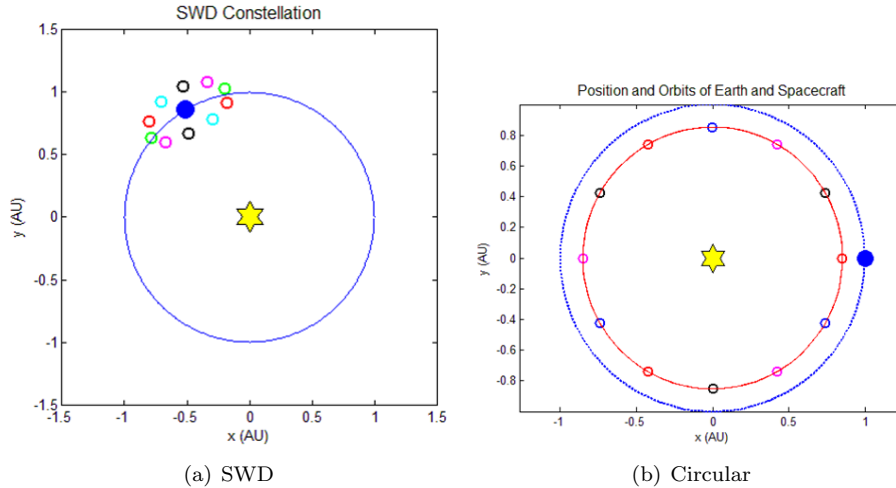 SWD Constellation
1.5
1
0.5
0
-0.5
-1
-1.5
y (AU)
-1.5 -1 -0.5 0 0.5 1 1.5
x (AU)
(a) SWD
Position and Orbits of Earth and Spacecraft
0.8
0.6
0.4
0.2
0
-0.2
-0.4
-0.6
-0.8
y (AU)
-1 -0.5 0 0.5 1
x (AU)
(b) Circular